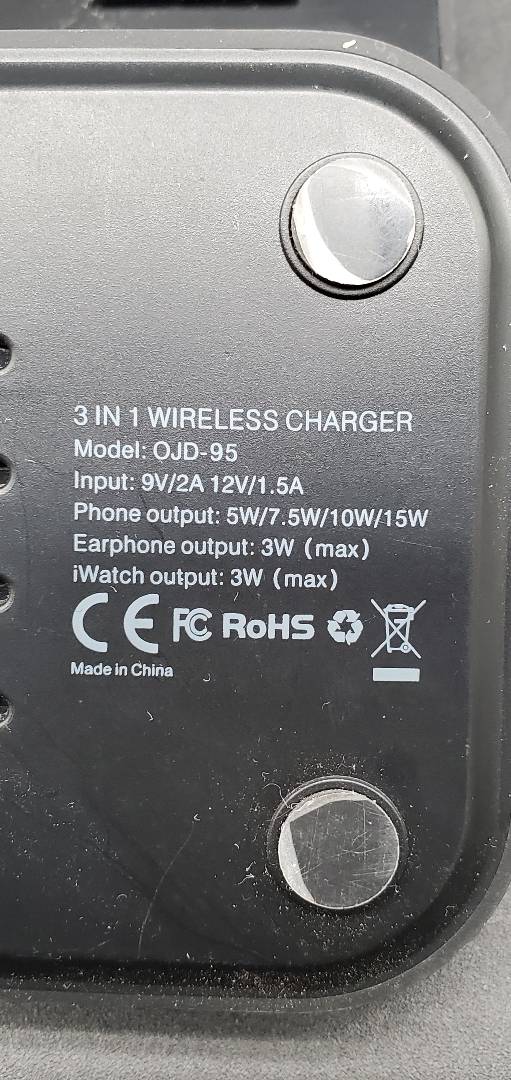 3 IN 1 WIRELESS CHARGER
Model: OJD-95
Input: 9V/2A 12V/1.5A
Phone output: 5W/7.5W/10W/15W
Earphone output: 3W (max)
iWatch output: 3W (max)
CE FC RoHS
Made in China